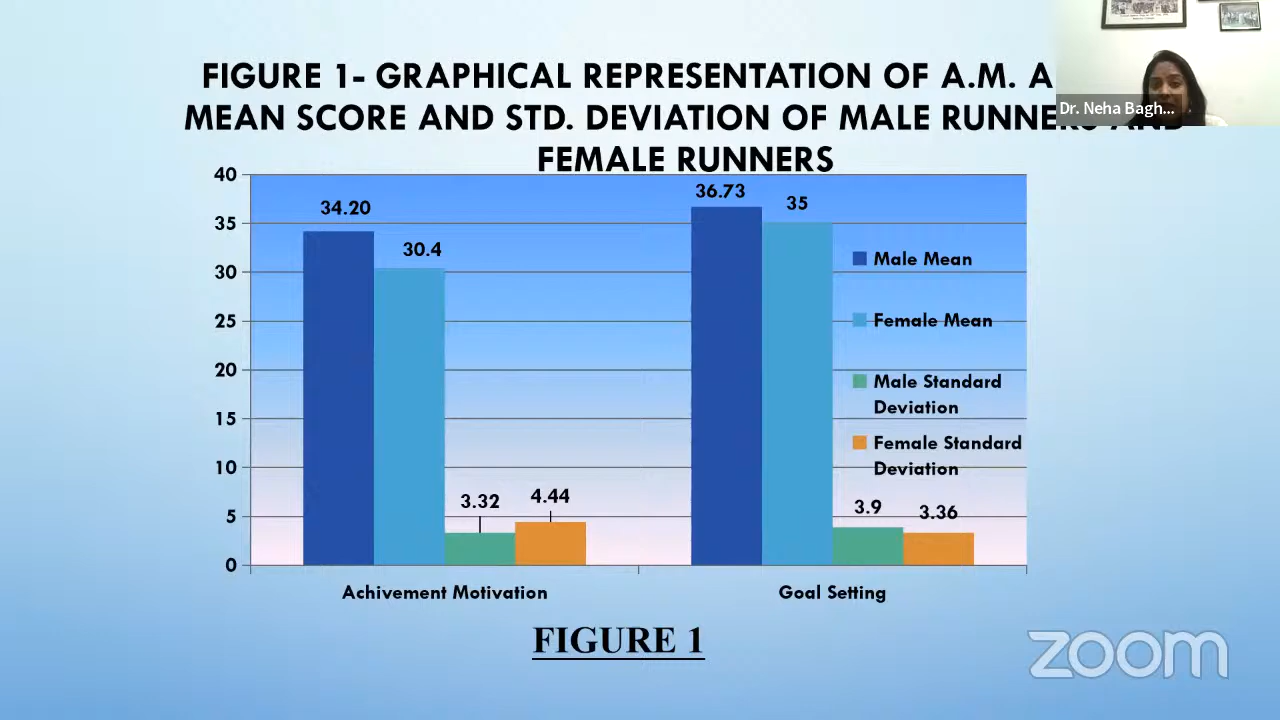 FIGURE 1- GRAPHICAL REPRESENTATION OF A.M. A
MEAN SCORE AND STD. DEVIATION OF MALE RUNNERS AND
FEMALE RUNNERS
Dr. Neha Bagh...
40
35
30
25
20
15
10
5
0
34.20
30.4
3.32
4.44
36.73
35
3.9
3.36
Male Mean
Female Mean
Male Standard
Deviation
Female Standard
Deviation
Achivement Motivation
Goal Setting
FIGURE 1
zoom